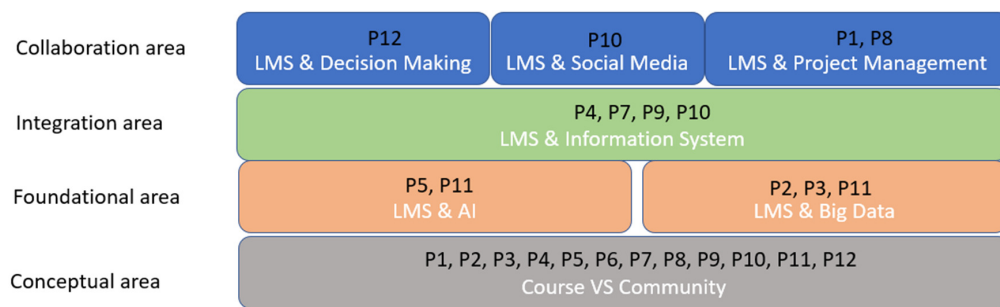 Collaboration area
P12
LMS & Decision Making
P10
LMS & Social Media
P1, P8
LMS & Project Management
Integration area
P4, P7, P9, P10
LMS & Information System
Foundational area
P5, P11
LMS & AI
P2, P3, P11
LMS & Big Data
Conceptual area
P1, P2, P3, P4, P5, P6, P7, P8, P9, P10, P11, P12
Course VS Community